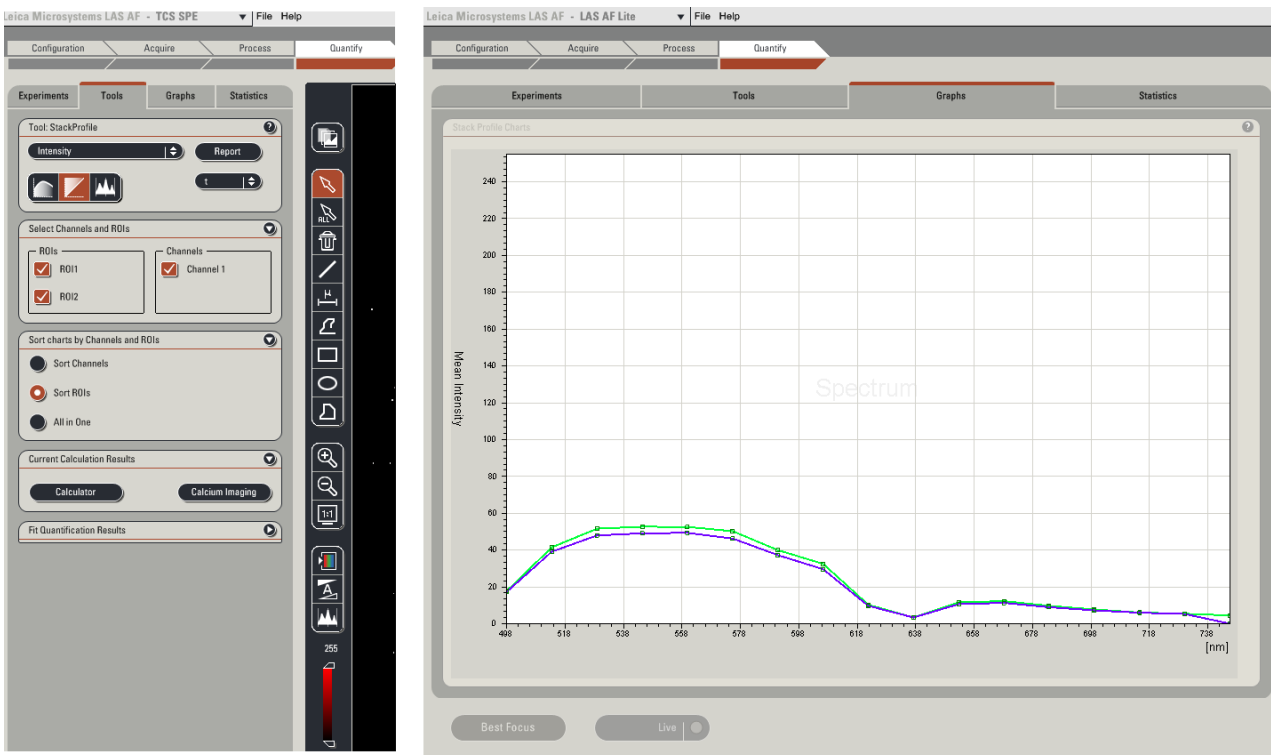 Leica Microsystems LAS AF - TCS SPE ▼ File Help
Configuration Acquire Process Quantify
Experiments Tools Graphs Statistics
Tool: StackProfile ?
Intensity Report
t
Select Channels and ROIs
ROIs Channels
ROI1 Channel 1
ROI2
Sort charts by Channels and ROIs
Sort Channels
Sort ROIs
All in One
Current Calculation Results
Calculator Calcium Imaging
Fit Quantification Results
ALL
μ
1:1
A
255
Leica Microsystems LAS AF - LAS AF Lite ▼ File Help
Configuration Acquire Process Quantify
Experiments Tools Graphs Statistics
Stack Profile Charts ?
240
220
200
180
160
140
120
100
80
60
40
20
0
Mean Intensity
Spectrum
498 518 538 558 578 598 618 638 658 678 698 718 738
[nm]
Best Focus Live